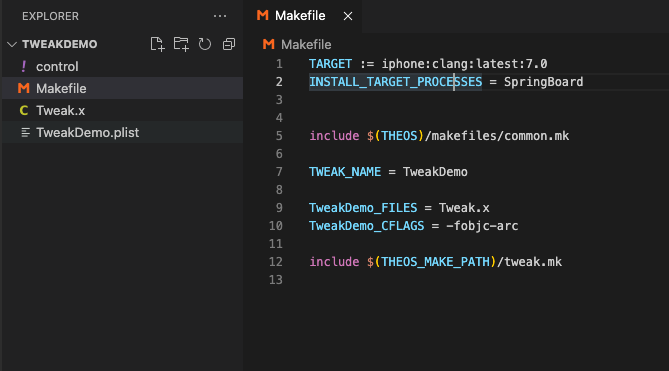 EXPLORER
...
M Makefile
TWEAKDEMO
! control
M Makefile
C Tweak.x
TweakDemo.plist
M Makefile
1 TARGET := iphone:clang:latest:7.0
2 INSTALL_TARGET_PROCESSES = SpringBoard
3
4
5 include $(THEOS)/makefiles/common.mk
6
7 TWEAK_NAME = TweakDemo
8
9 TweakDemo_FILES = Tweak.x
10 TweakDemo_CFLAGS = -fobjc-arc
11
12 include $(THEOS_MAKE_PATH)/tweak.mk
13